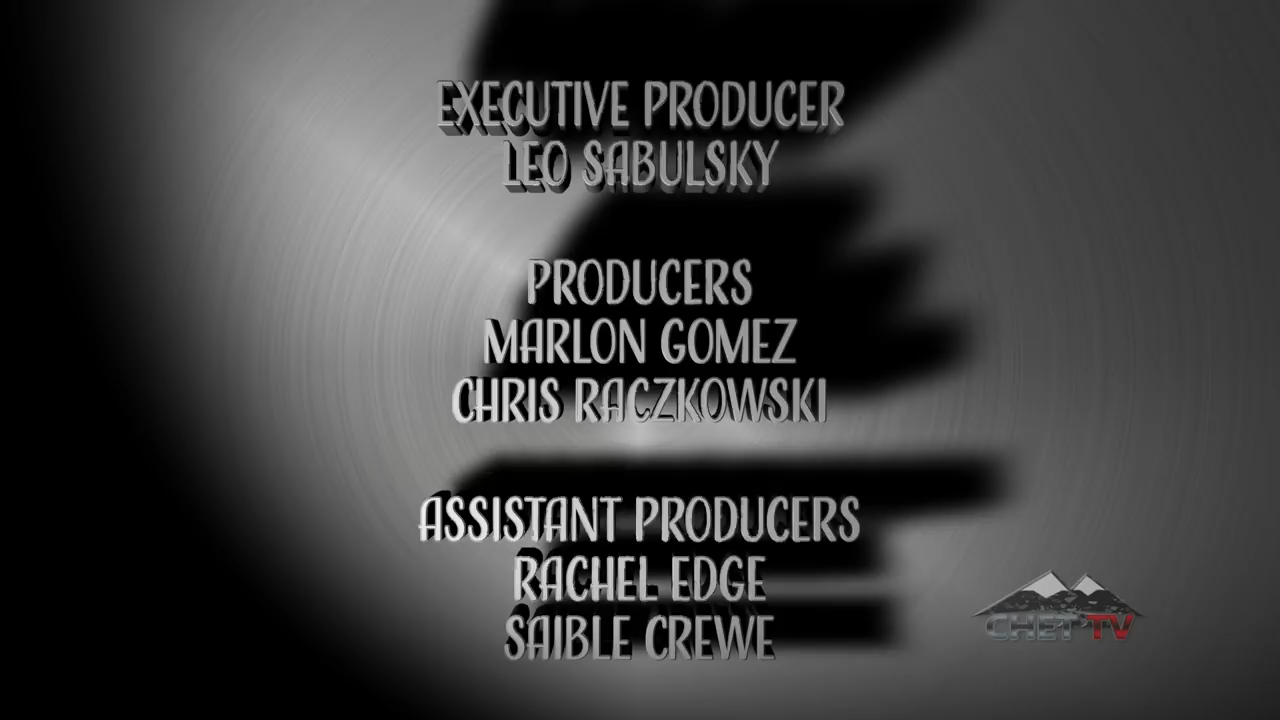 EXECUTIVE PRODUCER
LEO SABULSKY
PRODUCERS
MARLON GOMEZ
CHRIS RACZKOWSKI
ASSISTANT PRODUCERS
RACHEL EDGE
SAIBLE CREWE
CHET TV